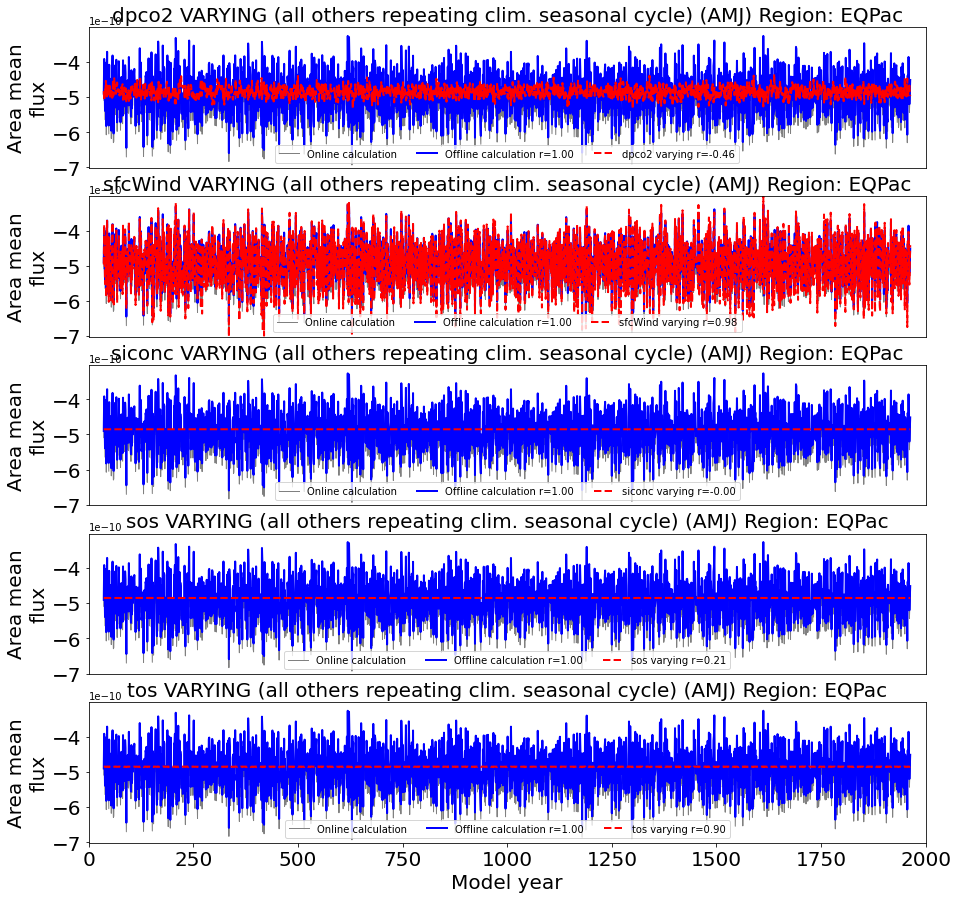 1e−10
dpco2 VARYING (all others repeating clim. seasonal cycle) (AMJ) Region: EQPac
Area mean
flux
−4
−5
−6
−7
Online calculation
Offline calculation r=1.00
dpco2 varying r=-0.46
1e−10
sfcWind VARYING (all others repeating clim. seasonal cycle) (AMJ) Region: EQPac
Area mean
flux
−4
−5
−6
−7
Online calculation
Offline calculation r=1.00
sfcWind varying r=0.98
1e−10
siconc VARYING (all others repeating clim. seasonal cycle) (AMJ) Region: EQPac
Area mean
flux
−4
−5
−6
−7
Online calculation
Offline calculation r=1.00
siconc varying r=-0.00
1e−10
sos VARYING (all others repeating clim. seasonal cycle) (AMJ) Region: EQPac
Area mean
flux
−4
−5
−6
−7
Online calculation
Offline calculation r=1.00
sos varying r=0.21
1e−10
tos VARYING (all others repeating clim. seasonal cycle) (AMJ) Region: EQPac
Area mean
flux
−4
−5
−6
−7
Online calculation
Offline calculation r=1.00
tos varying r=0.90
0 250 500 750 1000 1250 1500 1750 2000
Model year